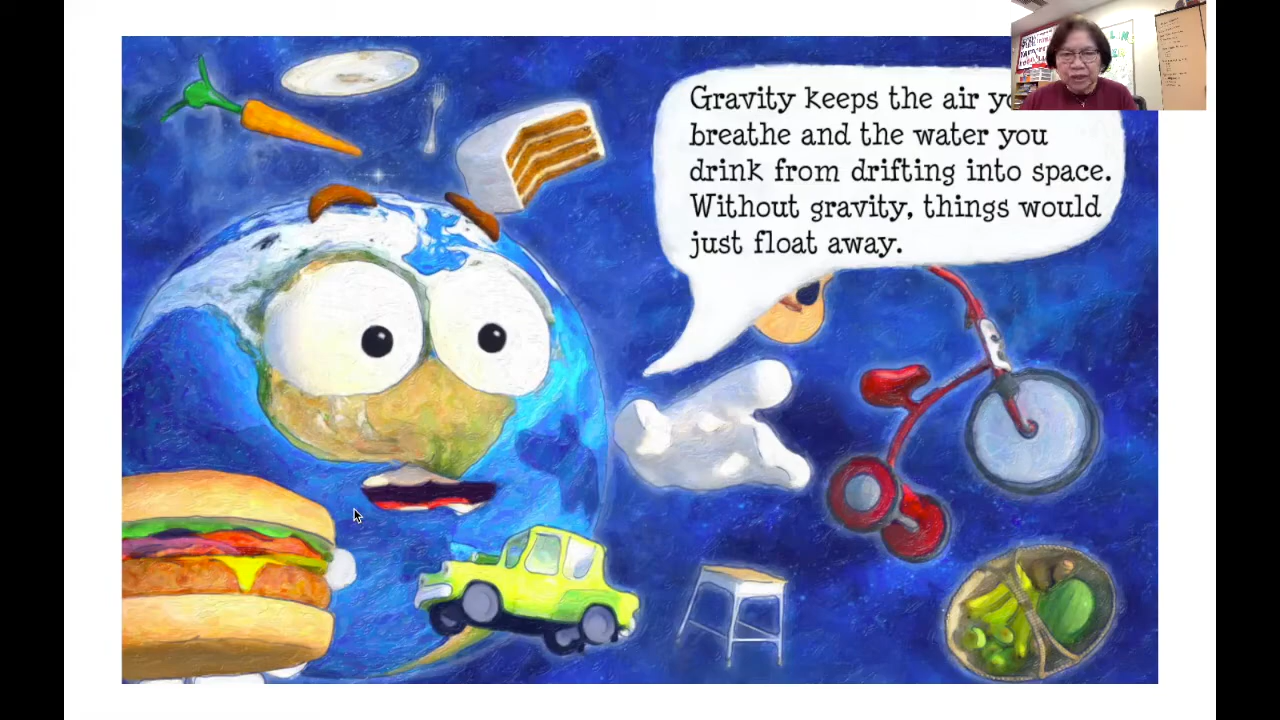 Gravity keeps the air
breathe and the water you
drink from drifting into space.
Without gravity, things would
just float away.